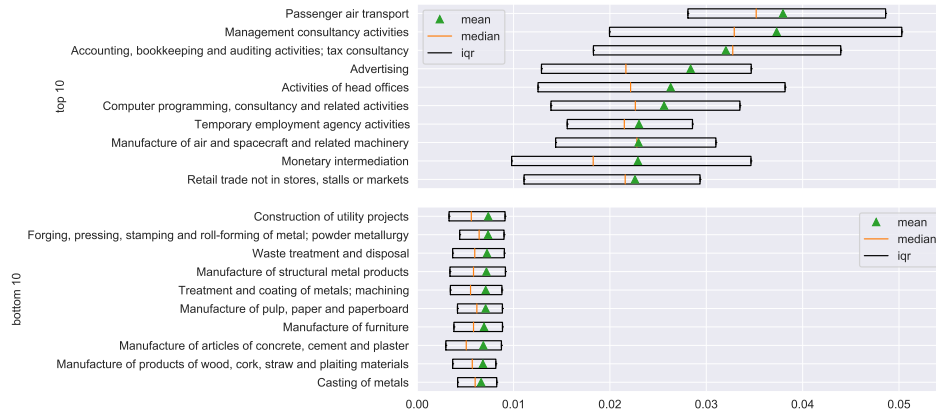 Passenger air transport
Management consultancy activities
Accounting, bookkeeping and auditing activities; tax consultancy
Advertising
Activities of head offices
Computer programming, consultancy and related activities
Temporary employment agency activities
Manufacture of air and spacecraft and related machinery
Monetary intermediation
Retail trade not in stores, stalls or markets
top 10
mean
median
iqr
Construction of utility projects
Forging, pressing, stamping and roll-forming of metal; powder metallurgy
Waste treatment and disposal
Manufacture of structural metal products
Treatment and coating of metals; machining
Manufacture of pulp, paper and paperboard
Manufacture of furniture
Manufacture of articles of concrete, cement and plaster
Manufacture of products of wood, cork, straw and plaiting materials
Casting of metals
bottom 10
mean
median
iqr
0.00 0.01 0.02 0.03 0.04 0.05